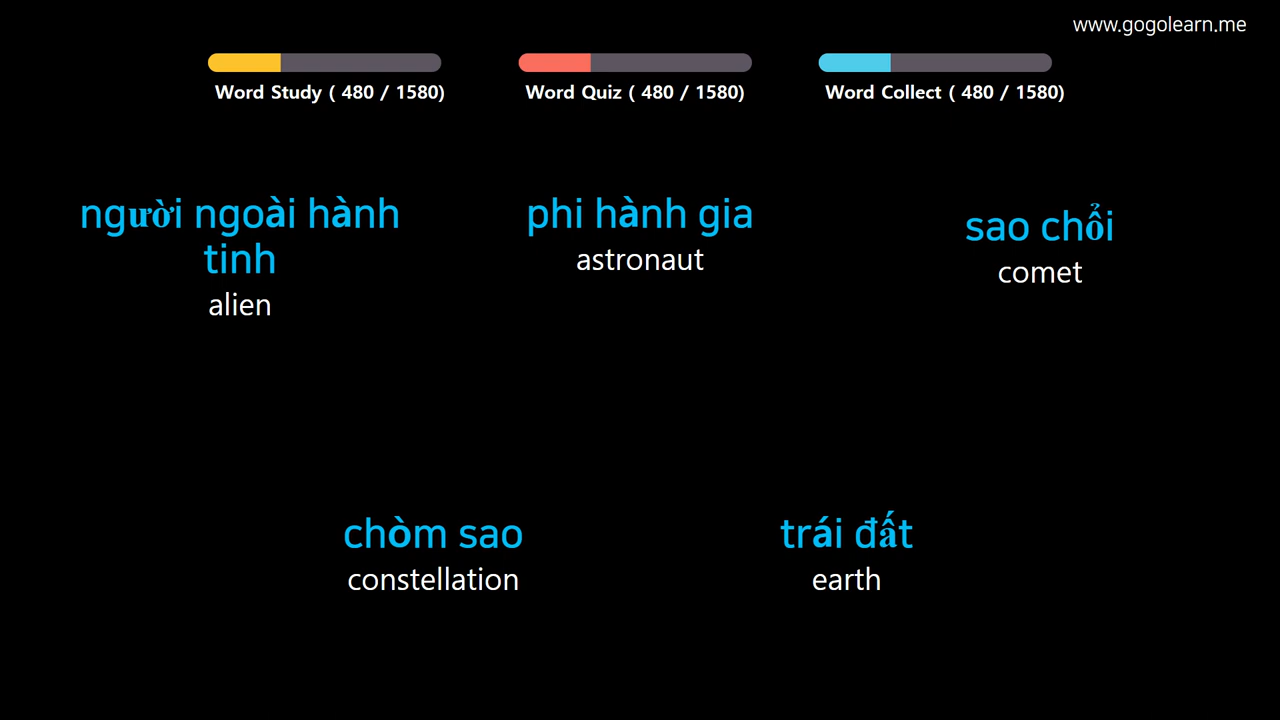 www.gogolearn.me
Word Study ( 480 / 1580)
Word Quiz ( 480 / 1580)
Word Collect ( 480 / 1580)
người ngoài hành
tinh
alien
phi hành gia
astronaut
sao chổi
comet
chòm sao
constellation
trái đất
earth